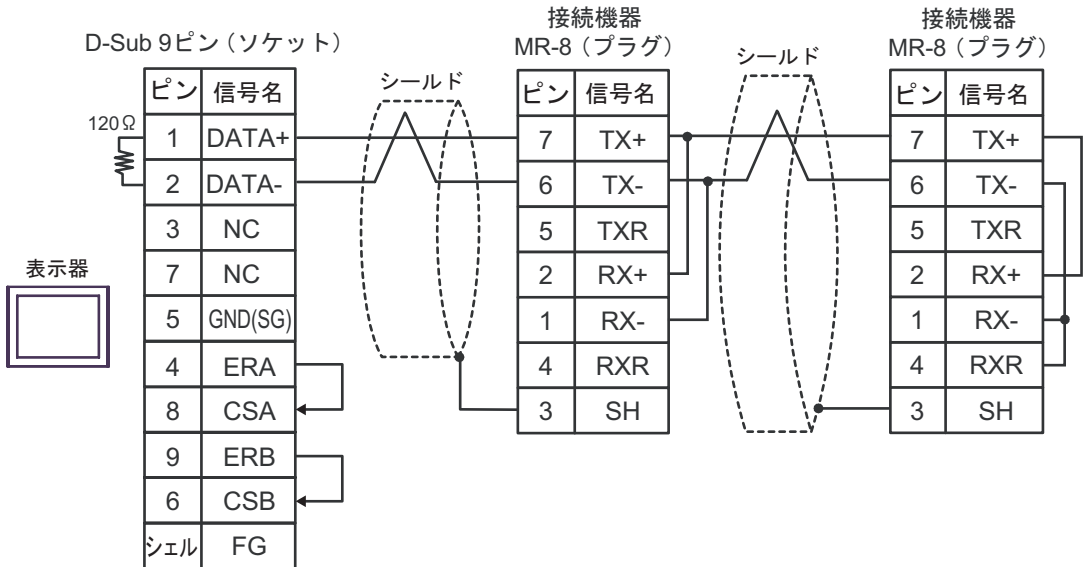 接続機器
MR-8（プラグ）
接続機器
MR-8（プラグ）
D-Sub 9ピン（ソケット）
シールド
シールド
ピン 信号名
1 DATA+
2 DATA-
3 NC
7 NC
5 GND(SG)
4 ERA
8 CSA
9 ERB
6 CSB
シェル FG
120Ω
表示器
ピン 信号名
7 TX+
6 TX-
5 TXR
2 RX+
1 RX-
4 RXR
3 SH
ピン 信号名
7 TX+
6 TX-
5 TXR
2 RX+
1 RX-
4 RXR
3 SH